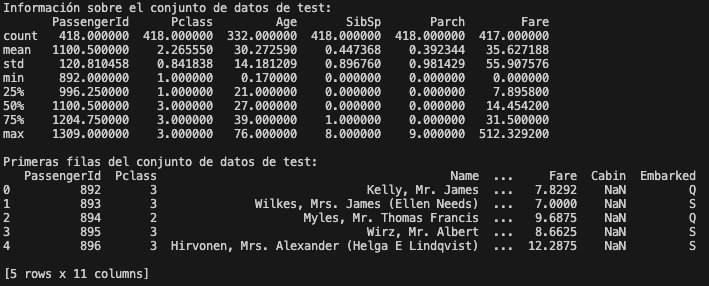 Información sobre el conjunto de datos de test:
       PassengerId      Pclass         Age       SibSp       Parch        Fare
count   418.000000  418.000000  332.000000  418.000000  418.000000  417.000000
mean   1100.500000    2.265550   30.272590    0.447368    0.392344   35.627188
std     120.810458    0.841838   14.181209    0.896760    0.981429   55.907576
min     892.000000    1.000000    0.170000    0.000000    0.000000    0.000000
25%     996.250000    1.000000   21.000000    0.000000    0.000000    7.895800
50%    1100.500000    3.000000   27.000000    0.000000    0.000000   14.454200
75%    1204.750000    3.000000   39.000000    1.000000    0.000000   31.500000
max    1309.000000    3.000000   76.000000    8.000000    9.000000  512.329200
Primeras filas del conjunto de datos de test:
   PassengerId  Pclass                                          Name  ...     Fare  Cabin  Embarked
0          892       3                              Kelly, Mr. James  ...   7.8292    NaN         Q
1          893       3              Wilkes, Mrs. James (Ellen Needs)  ...   7.0000    NaN         S
2          894       2                     Myles, Mr. Thomas Francis  ...   9.6875    NaN         Q
3          895       3                              Wirz, Mr. Albert  ...   8.6625    NaN         S
4          896       3  Hirvonen, Mrs. Alexander (Helga E Lindqvist)  ...  12.2875    NaN         S
[5 rows x 11 columns]